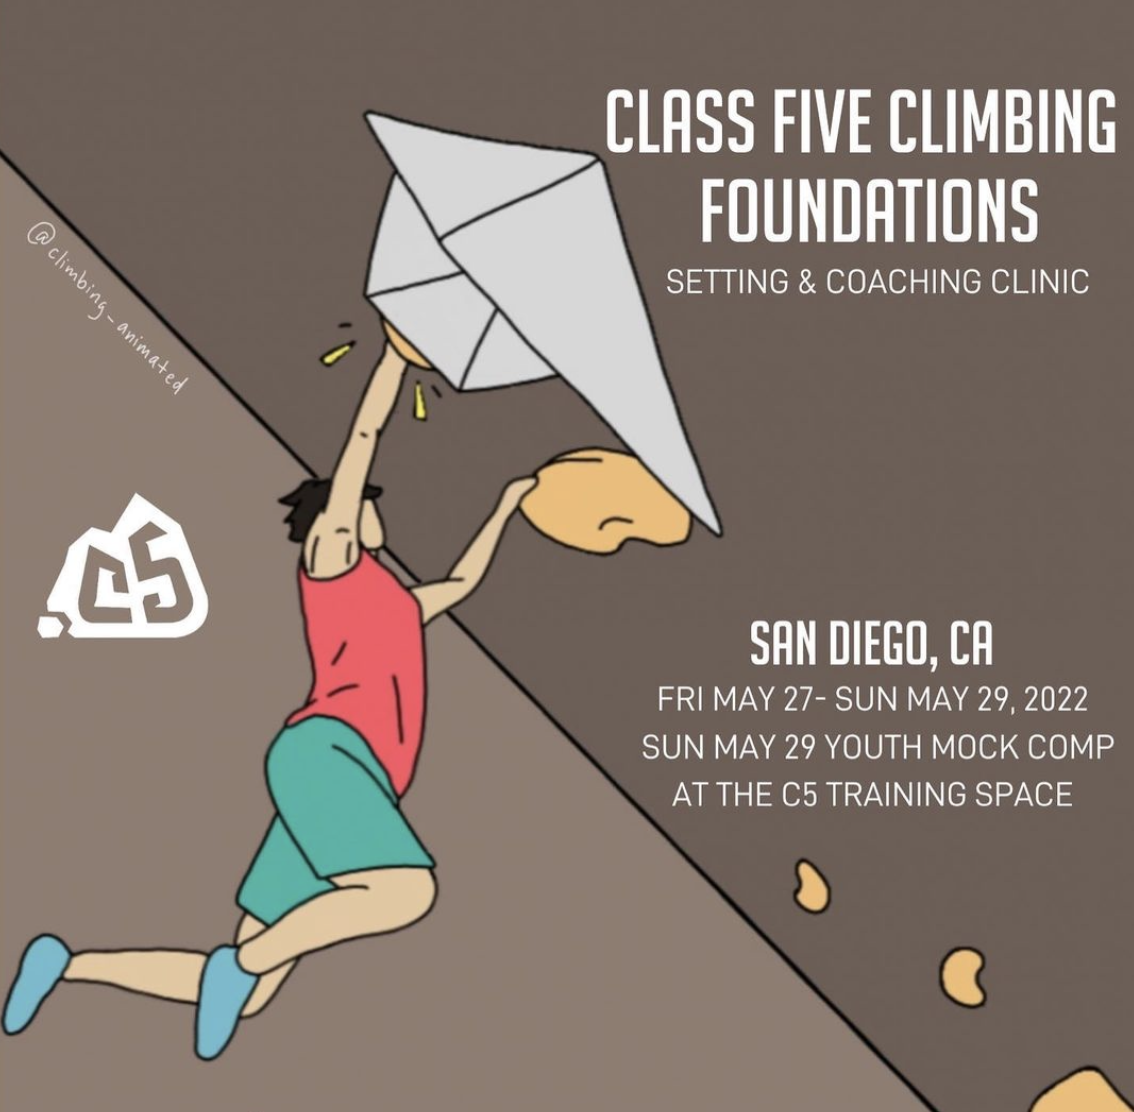 CLASS FIVE CLIMBING
FOUNDATIONS
SETTING & COACHING CLINIC
@climbing_animated
C5
SAN DIEGO, CA
FRI MAY 27- SUN MAY 29, 2022
SUN MAY 29 YOUTH MOCK COMP
AT THE C5 TRAINING SPACE